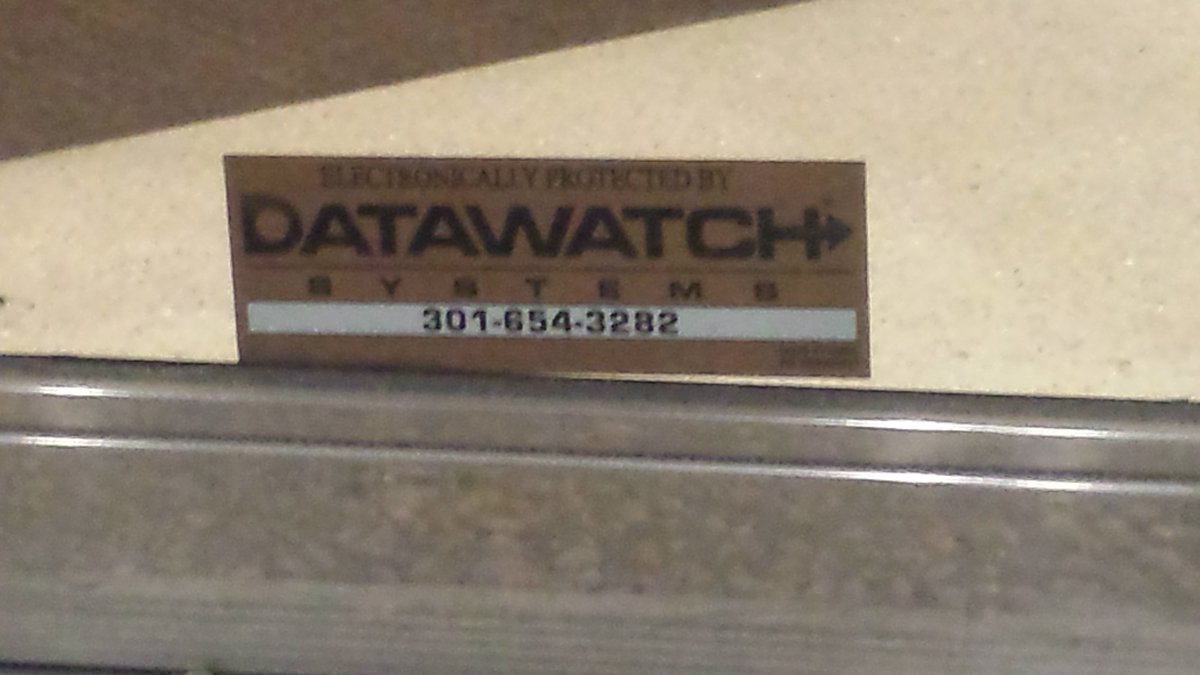 ELECTRONICALLY PROTECTED BY
DATAWATCH
SYSTEMS
301-654-3282